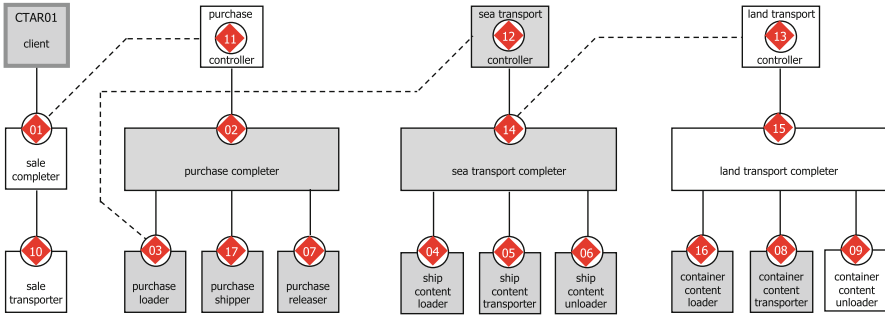 CTAR01
client
purchase
11
controller
sea transport
12
controller
land transport
13
controller
01
sale
completer
02
purchase completer
14
sea transport completer
15
land transport completer
10
sale
transporter
03
purchase
loader
17
purchase
shipper
07
purchase
releaser
04
ship
content
loader
05
ship
content
transporter
06
ship
content
unloader
16
container
content
loader
08
container
content
transporter
09
container
content
unloader